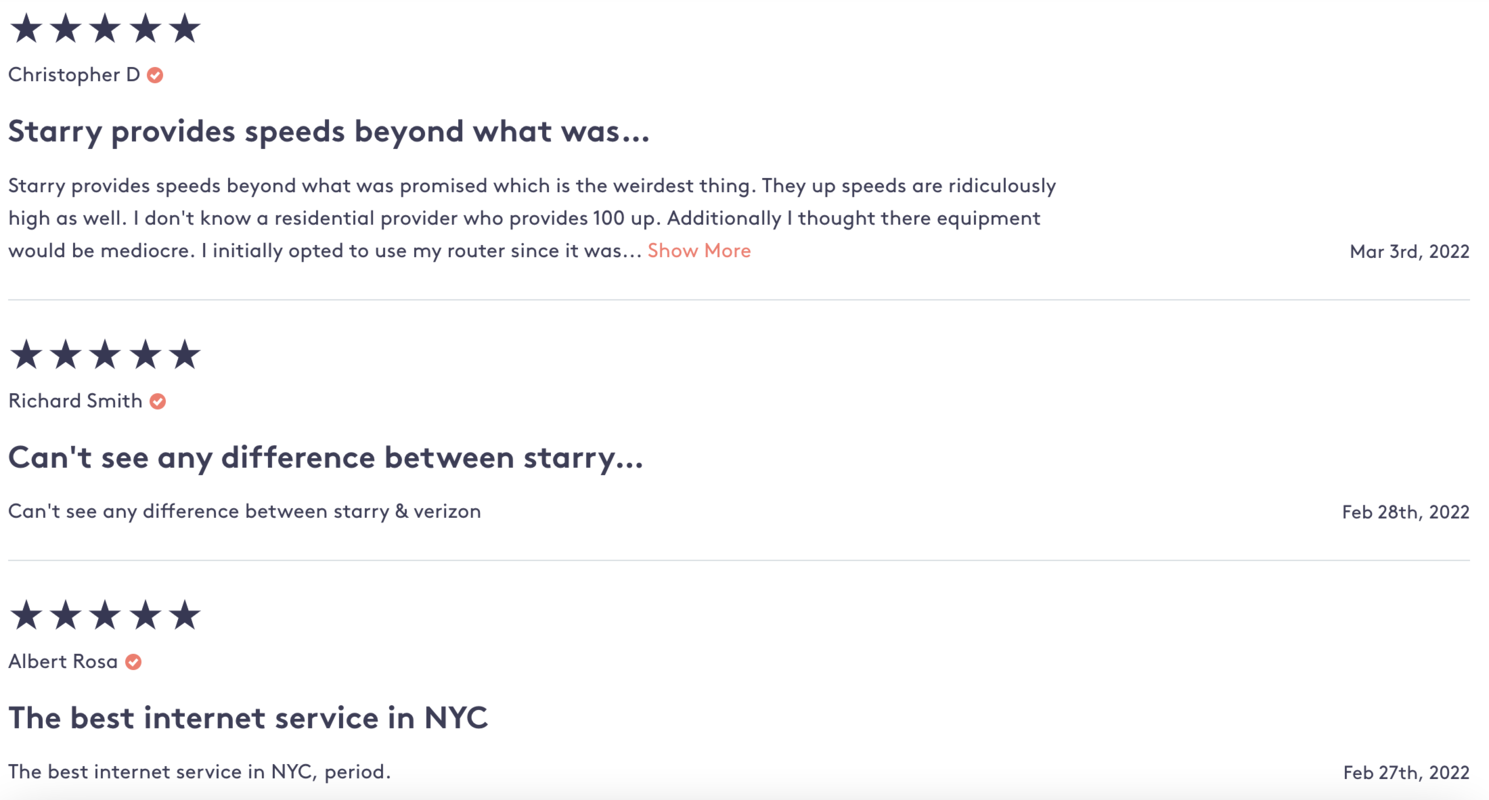 Christopher D
Starry provides speeds beyond what was...
Starry provides speeds beyond what was promised which is the weirdest thing. They up speeds are ridiculously
high as well. I don't know a residential provider who provides 100 up. Additionally I thought there equipment
would be mediocre. I initially opted to use my router since it was... Show More
Mar 3rd, 2022
Richard Smith
Can't see any difference between starry...
Can't see any difference between starry & verizon
Feb 28th, 2022
Albert Rosa
The best internet service in NYC
The best internet service in NYC, period.
Feb 27th, 2022